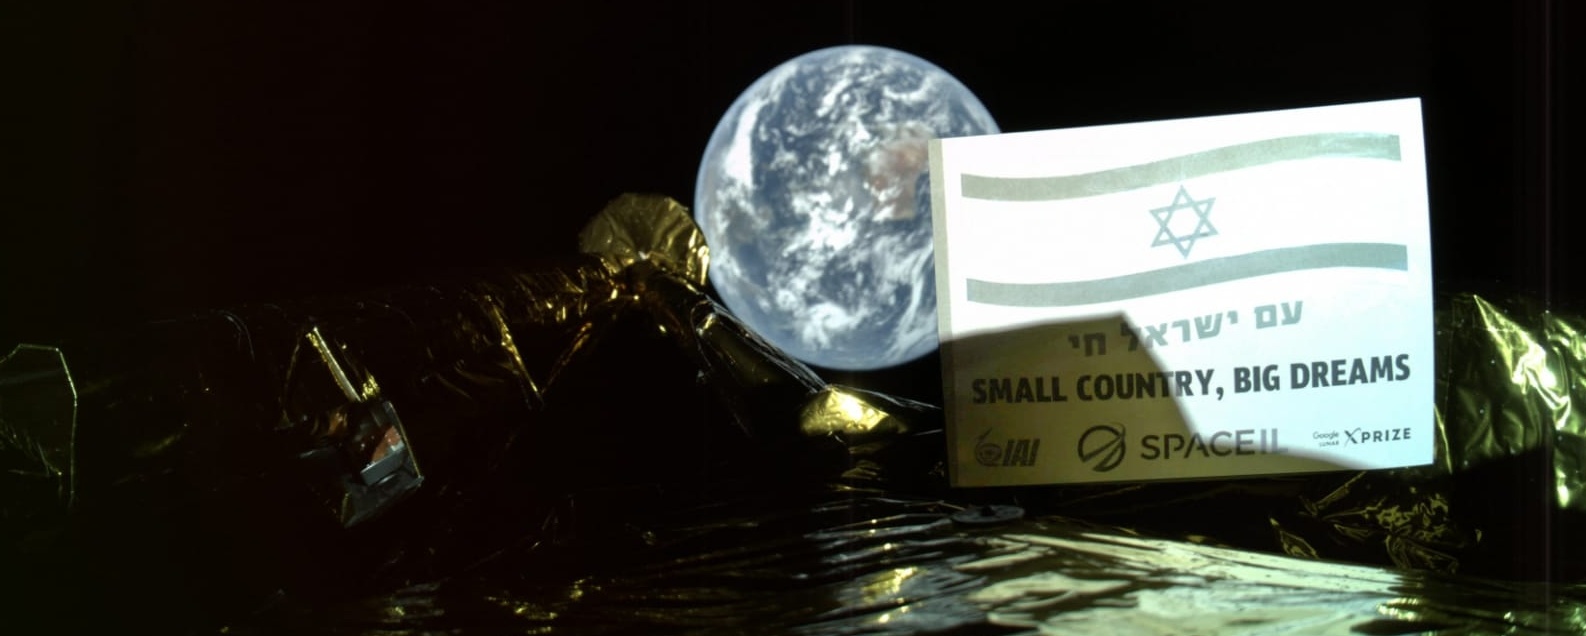 עם ישראל חי
SMALL COUNTRY, BIG DREAMS
IAI SPACEIL Google LUNAR XPRIZE